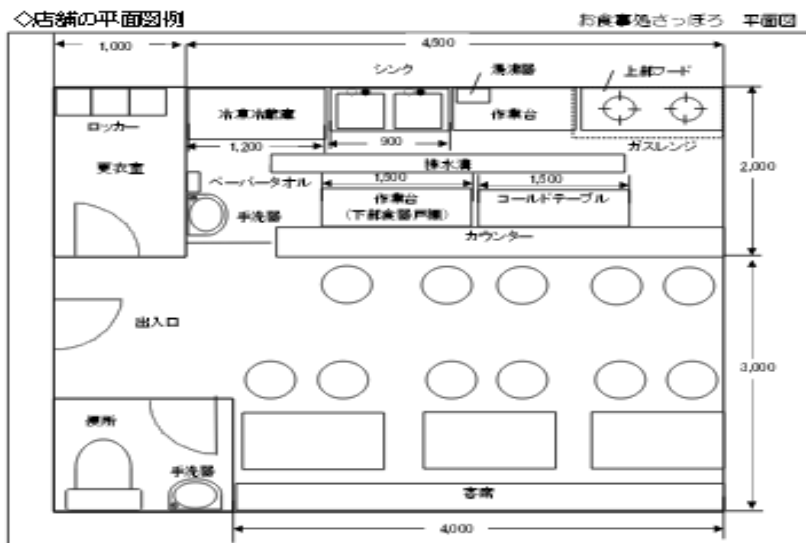 ◇店舗の平面図例
お食事処さっぽろ 平面図
1,000
4,500
シンク
湯沸器
上部フード
冷凍冷蔵庫
作業台
ロッカー
1,200
900
ガスレンジ
更衣室
排水溝
2,000
ペーパータオル
1,500
1,500
手洗器
作業台
(下部食器戸棚)
コールドテーブル
カウンター
出入口
3,000
便所
手洗器
客席
4,000